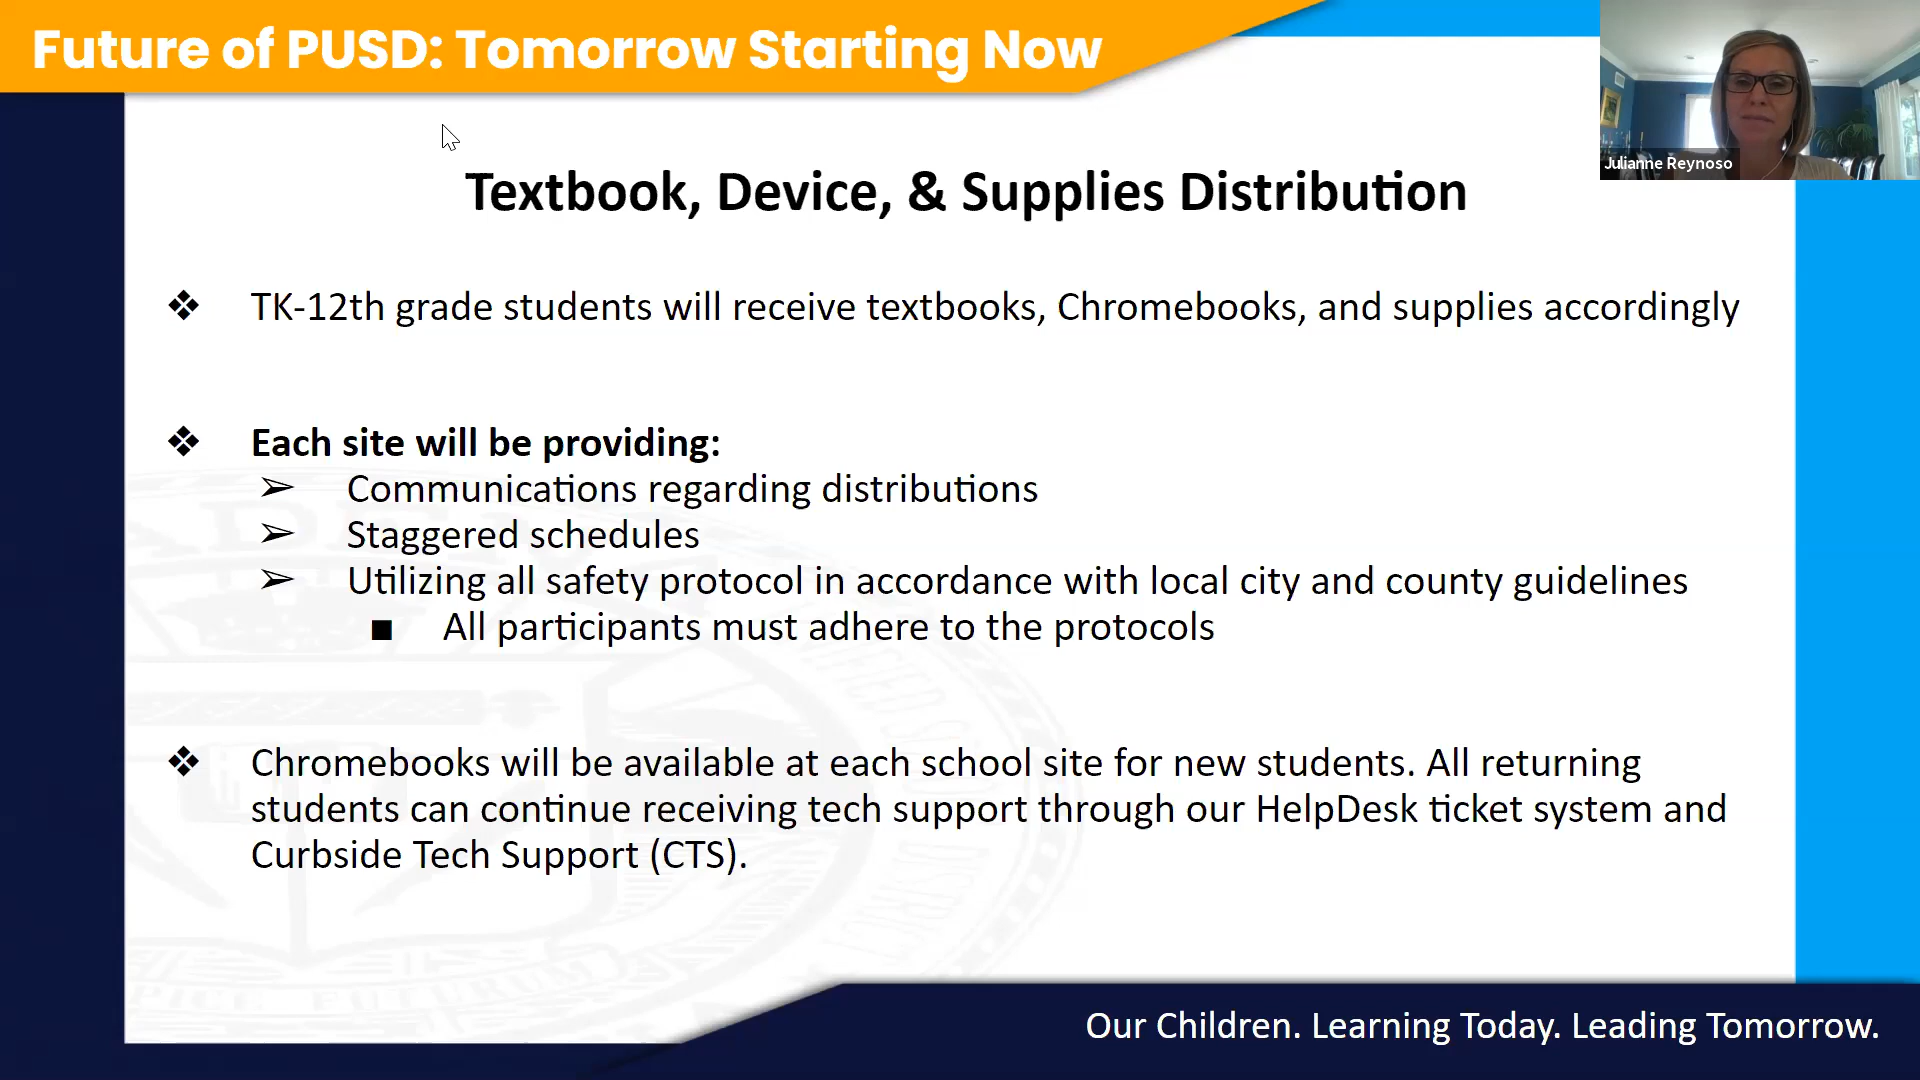 Future of PUSD: Tomorrow Starting Now
Julianne Reynoso
Textbook, Device, & Supplies Distribution
❖ TK-12th grade students will receive textbooks, Chromebooks, and supplies accordingly
❖ Each site will be providing:
➢ Communications regarding distributions
➢ Staggered schedules
➢ Utilizing all safety protocol in accordance with local city and county guidelines
■ All participants must adhere to the protocols
❖ Chromebooks will be available at each school site for new students. All returning
students can continue receiving tech support through our HelpDesk ticket system and
Curbside Tech Support (CTS).
Our Children. Learning Today. Leading Tomorrow.